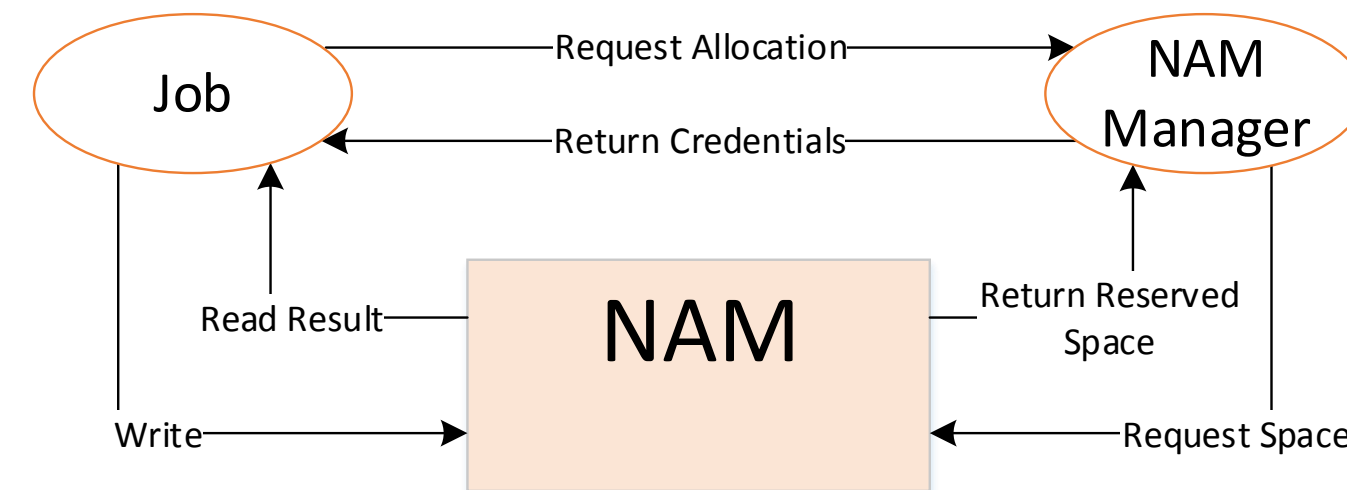 Job
Request Allocation
NAM
Manager
Return Credentials
Read Result
NAM
Return Reserved
Space
Write
Request Space